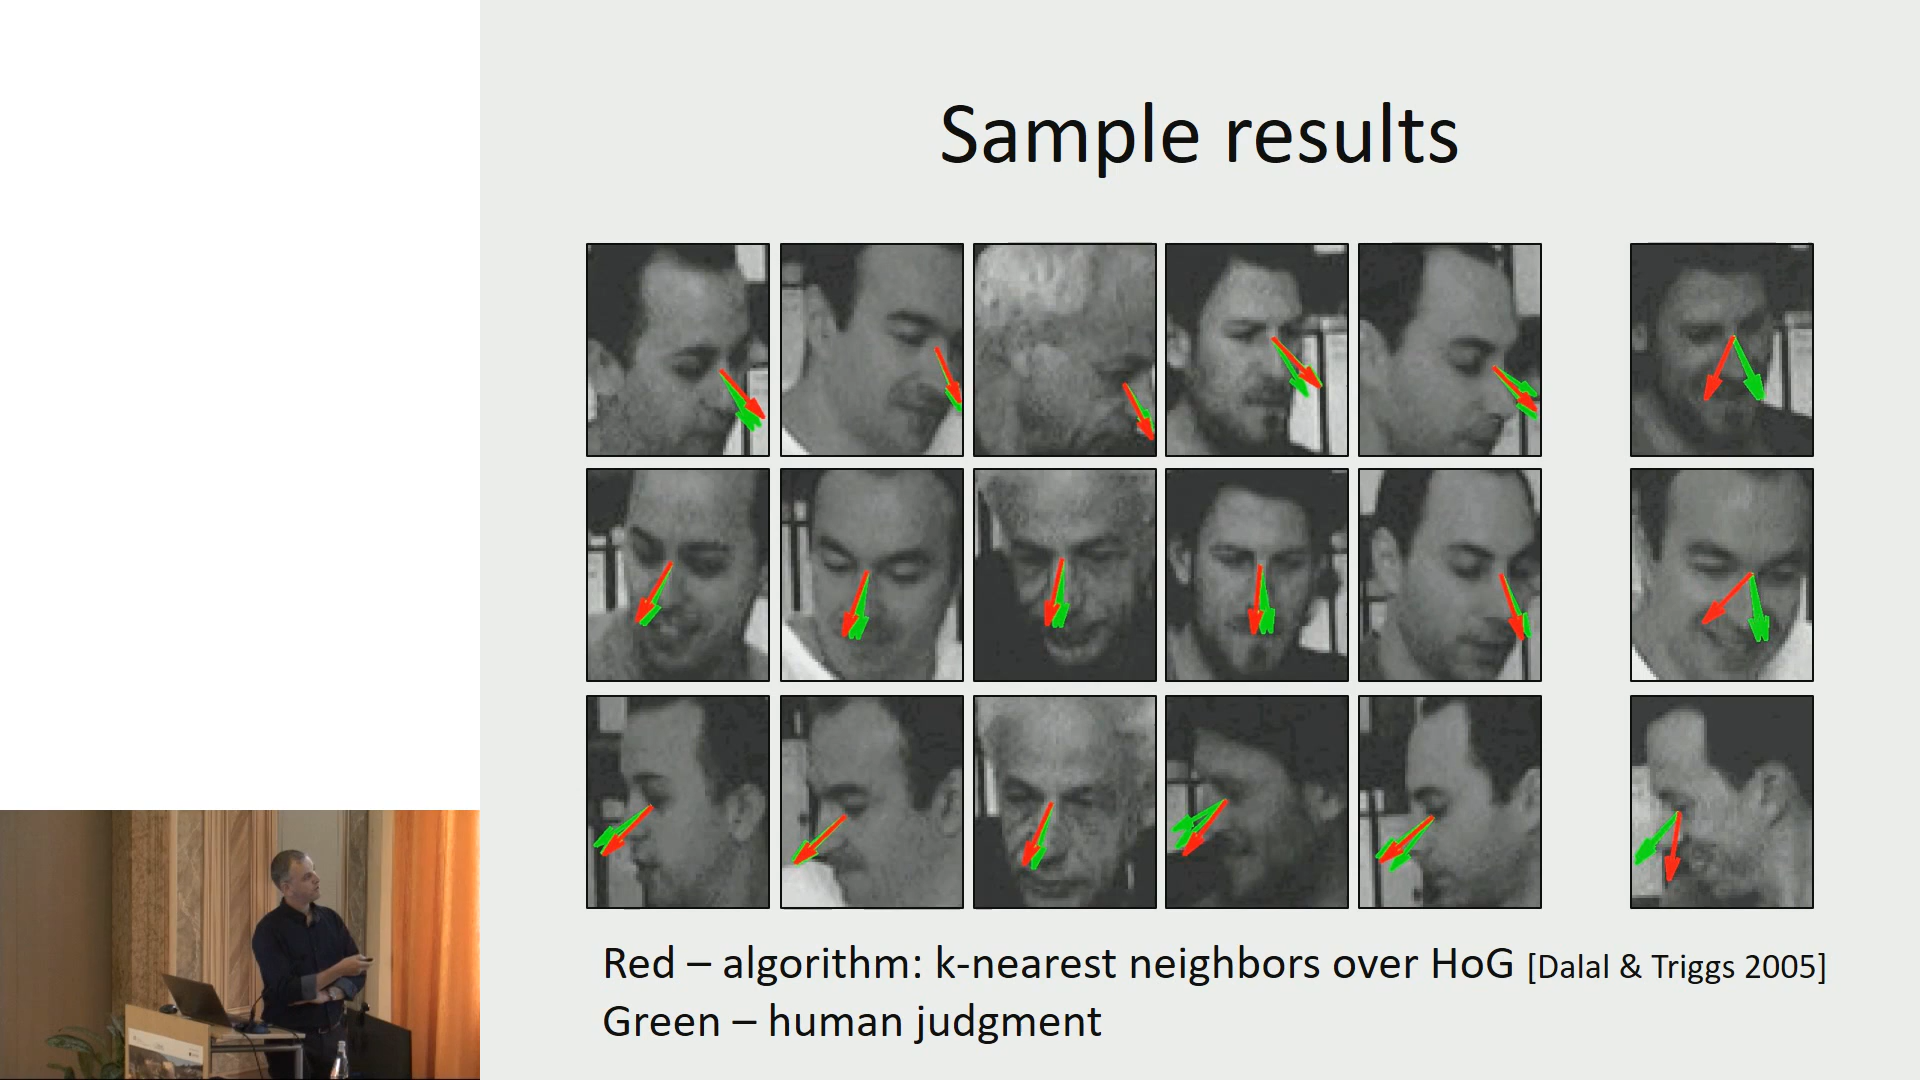 Sample results
Red – algorithm: k-nearest neighbors over HoG [Dalal & Triggs 2005]
Green – human judgment